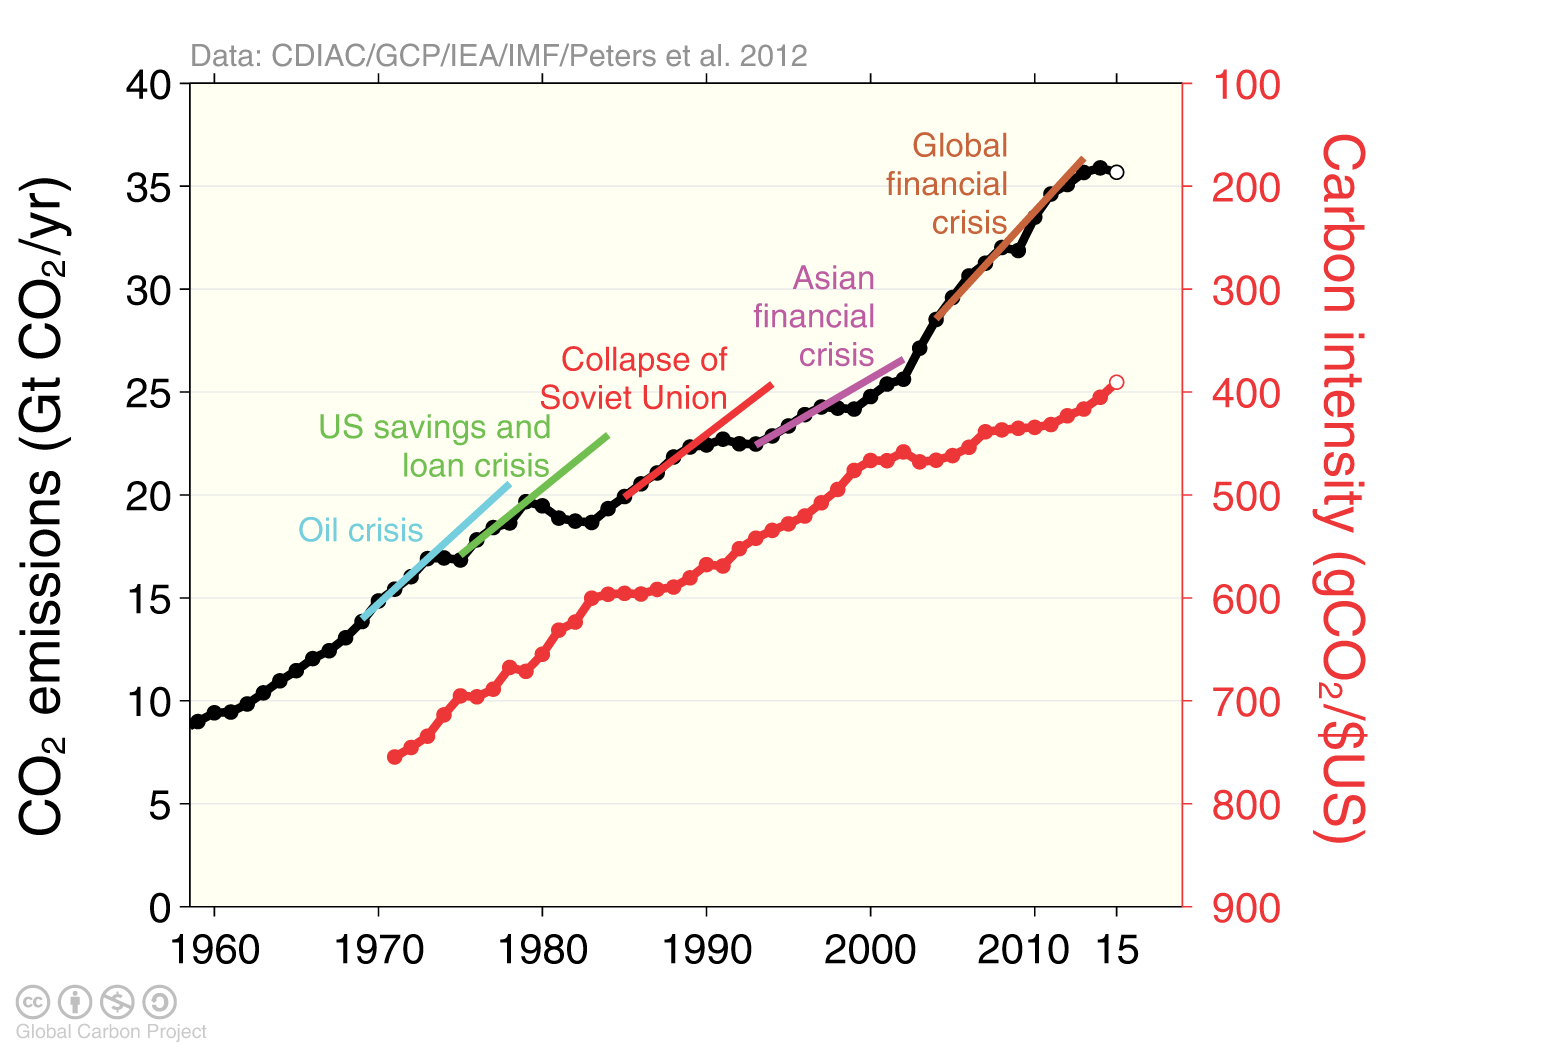 Data: CDIAC/GCP/IEA/IMF/Peters et al. 2012
CO₂ emissions (Gt CO₂/yr)
40
35
30
25
20
15
10
5
0
Global
financial
crisis
Asian
financial
crisis
Collapse of
Soviet Union
US savings and
loan crisis
Oil crisis
100
200
300
400
500
600
700
800
900
Carbon intensity (gCO₂/$US)
1960 1970 1980 1990 2000 2010 15
cc
Global Carbon Project